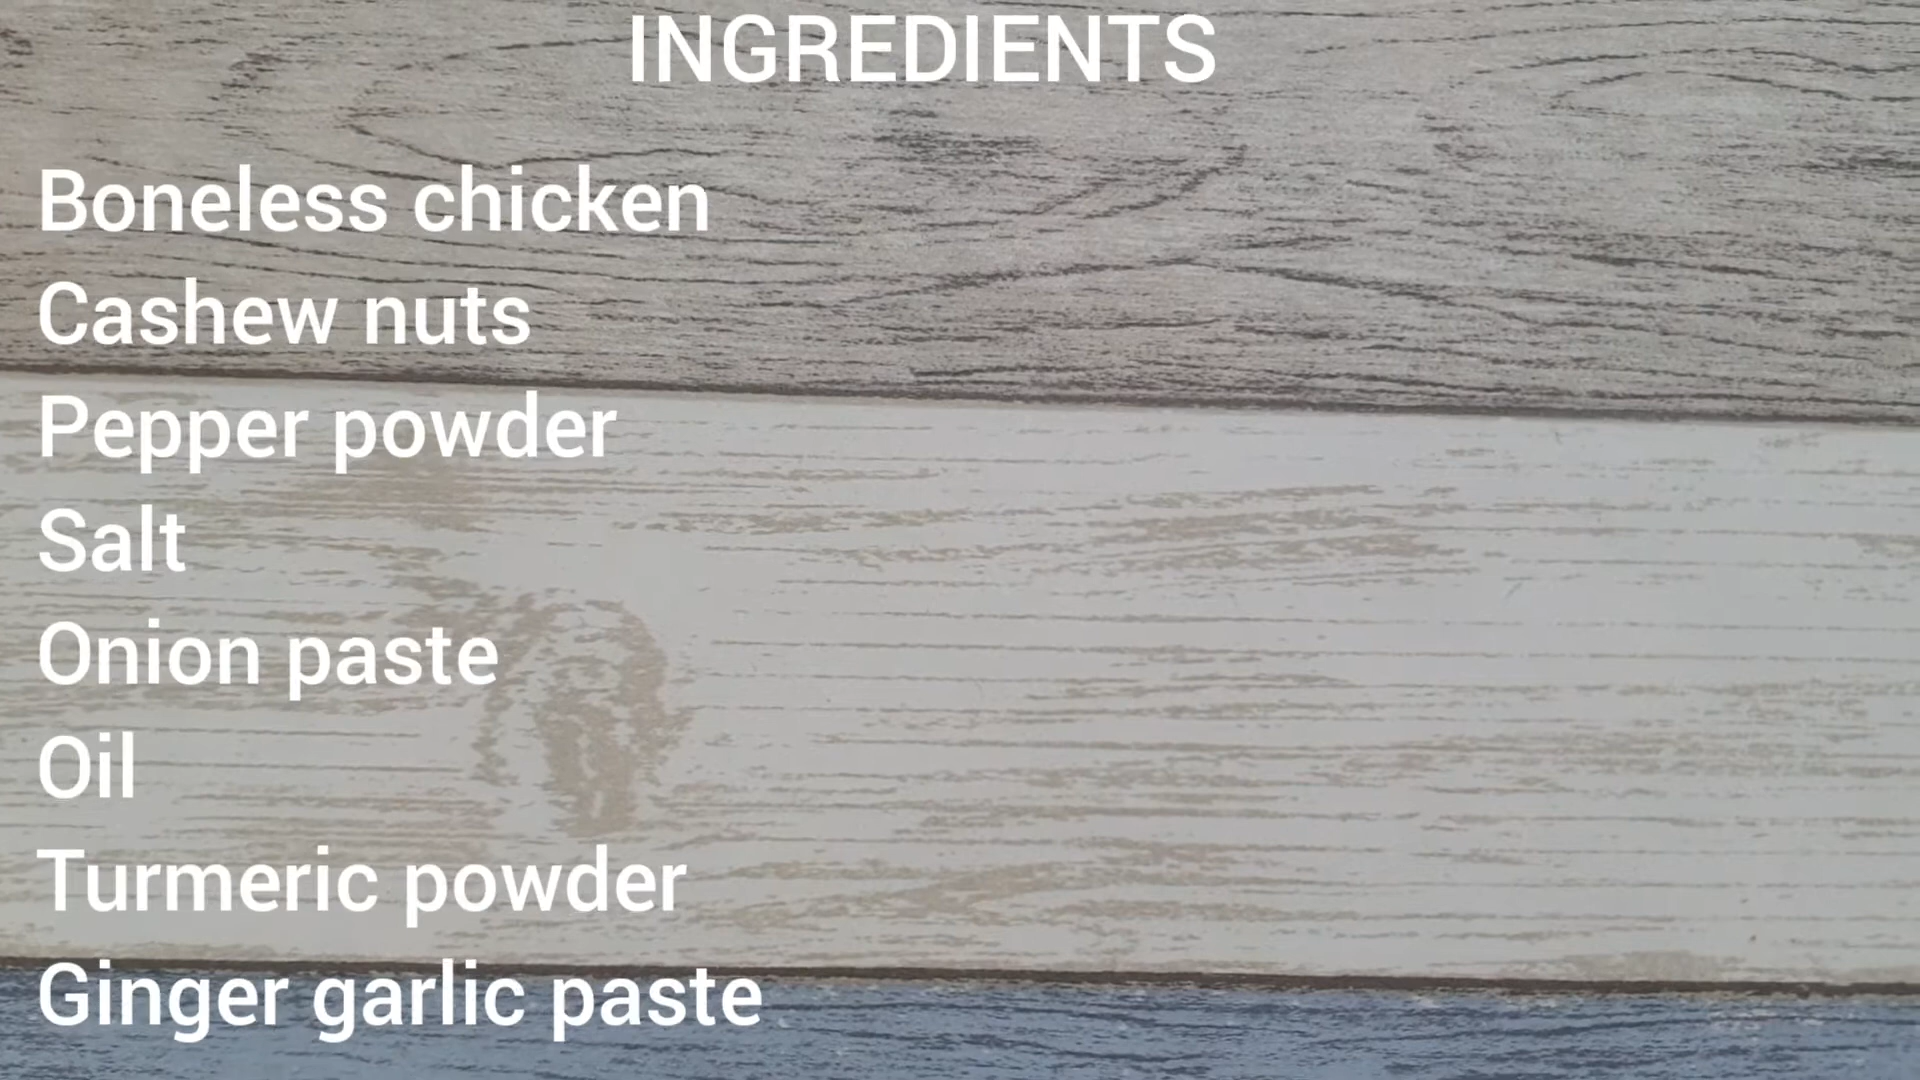 INGREDIENTS
Boneless chicken
Cashew nuts
Pepper powder
Salt
Onion paste
Oil
Turmeric powder
Ginger garlic paste